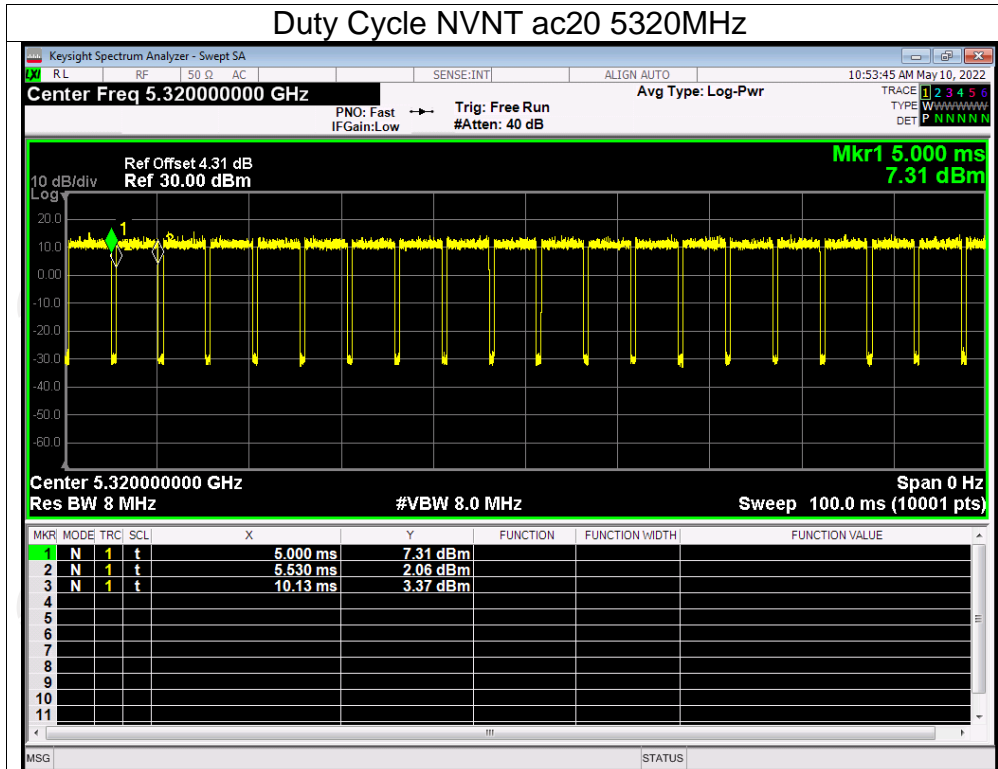 Duty Cycle NVNT ac20 5320MHz
Keysight Spectrum Analyzer - Swept SA
LXI RL RF 50 Ω AC SENSE:INT ALIGN AUTO 10:53:45 AM May 10, 2022
Center Freq 5.320000000 GHz Avg Type: Log-Pwr TRACE 1 2 3 4 5 6
PNO: Fast Trig: Free Run TYPE W W W W W W
IFGain:Low #Atten: 40 dB DET P N N N N N
Mkr1 5.000 ms
Ref Offset 4.31 dB
10 dB/div Ref 30.00 dBm 7.31 dBm
Log
20.0
1
10.0
0.00
-10.0
-20.0
-30.0
-40.0
-50.0
-60.0
Center 5.320000000 GHz Span 0 Hz
Res BW 8 MHz #VBW 8.0 MHz Sweep 100.0 ms (10001 pts)
MKR MODE TRC SCL X Y FUNCTION FUNCTION WIDTH FUNCTION VALUE
1 N 1 t 5.000 ms 7.31 dBm
2 N 1 t 5.530 ms 2.06 dBm
3 N 1 t 10.13 ms 3.37 dBm
4
5
6
7
8
9
10
11
MSG STATUS